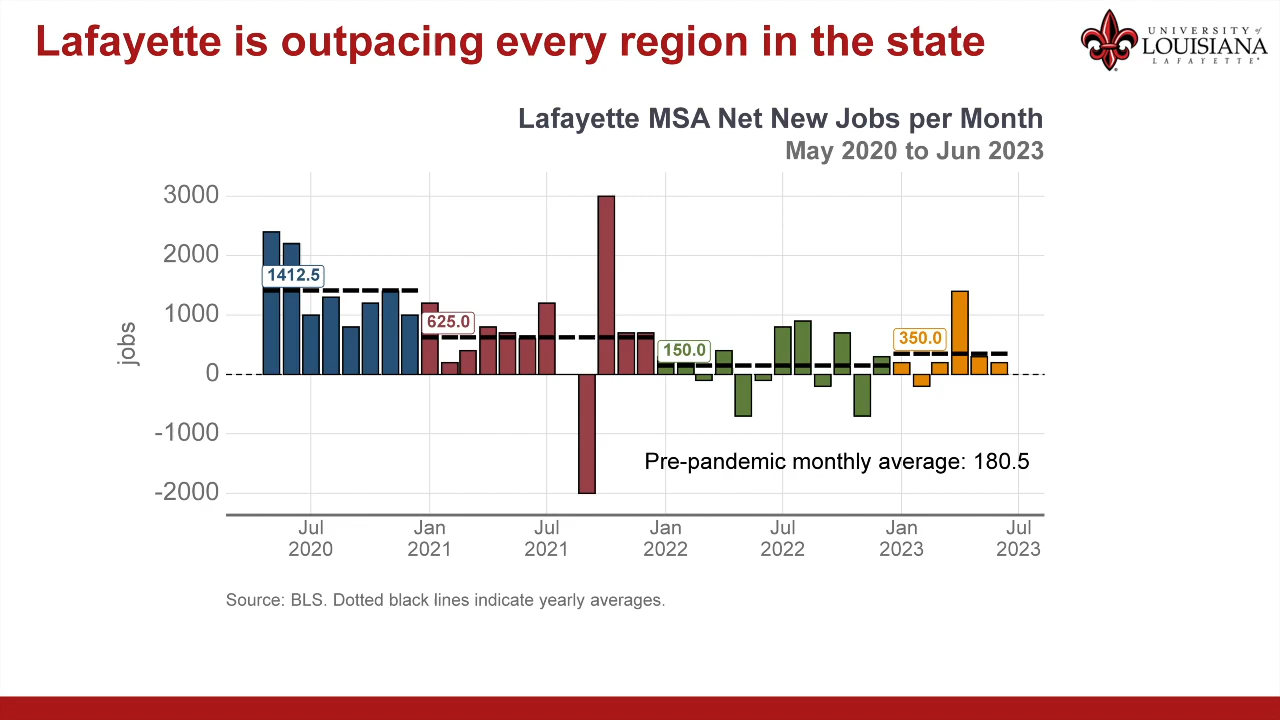 Lafayette is outpacing every region in the state
UNIVERSITY of
LOUISIANA
LAFAYETTE®
Lafayette MSA Net New Jobs per Month
May 2020 to Jun 2023
jobs
3000
2000
1000
0
-1000
-2000
1412.5
625.0
150.0
350.0
Pre-pandemic monthly average: 180.5
Jul
2020
Jan
2021
Jul
2021
Jan
2022
Jul
2022
Jan
2023
Jul
2023
Source: BLS. Dotted black lines indicate yearly averages.